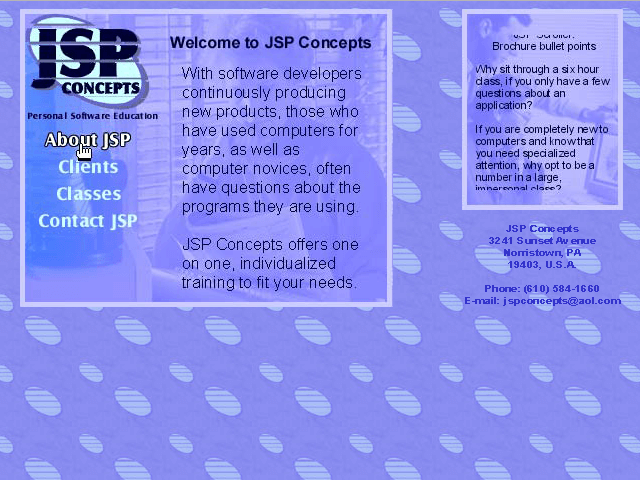 JSP
CONCEPTS
Personal Software Education
About JSP
Clients
Classes
Contact JSP
Welcome to JSP Concepts
With software developers
continuously producing
new products, those who
have used computers for
years, as well as
computer novices, often
have questions about the
programs they are using.
JSP Concepts offers one
on one, individualized
training to fit your needs.
JSP Scroller:
Brochure bullet points
Why sit through a six hour
class, if you only have a few
questions about an
application?
If you are completely new to
computers and know that
you need specialized
attention, why opt to be a
number in a large,
impersonal class?
JSP Concepts
3241 Sunset Avenue
Norristown, PA
19403, U.S.A.
Phone: (610) 584-1660
E-mail: jspconcepts@aol.com